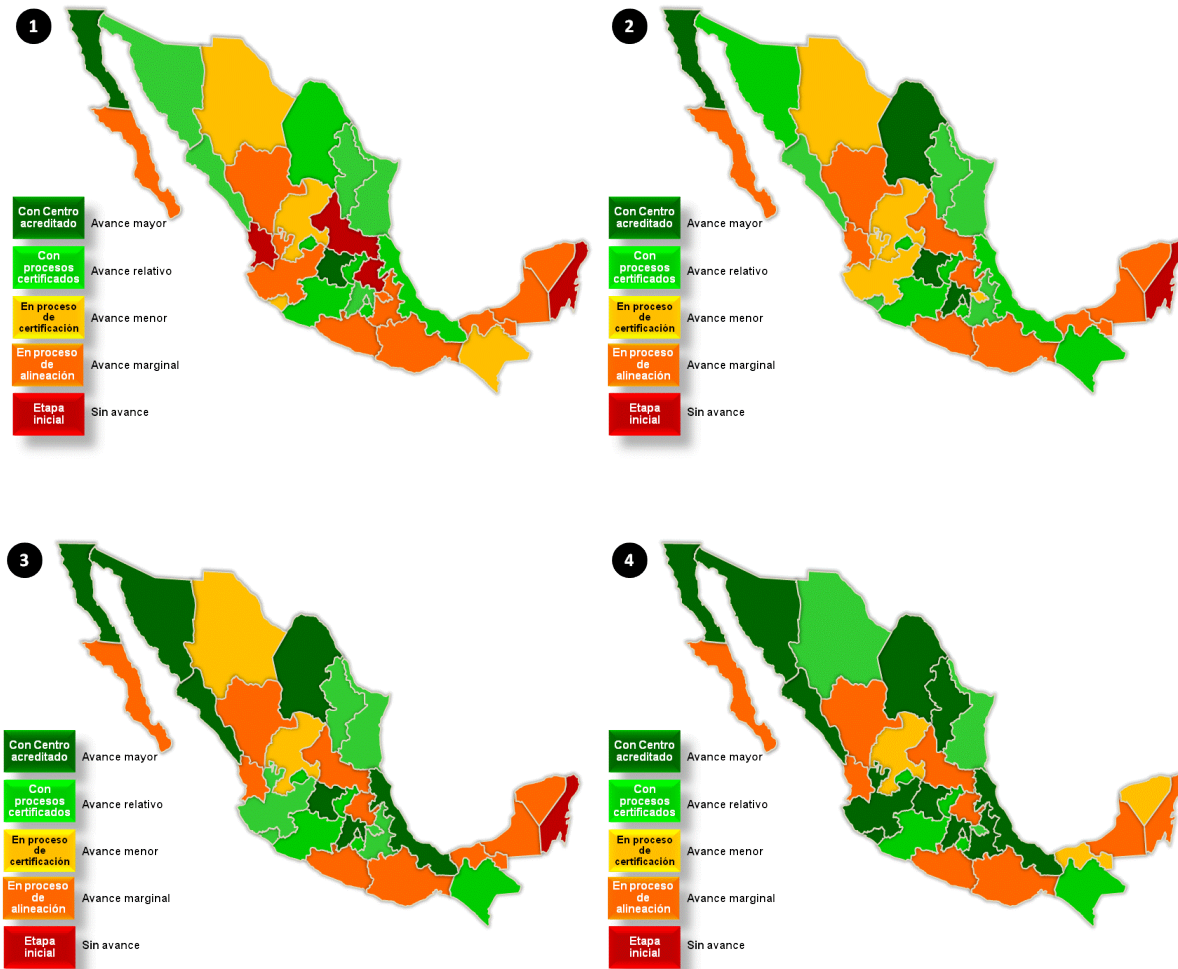 1
Con Centro
acreditado
Avance mayor
Con
procesos
certificados
Avance relativo
En proceso
de
certificación
Avance menor
En proceso
de
alineación
Avance marginal
Etapa
inicial
Sin avance
2
Con Centro
acreditado
Avance mayor
Con
procesos
certificados
Avance relativo
En proceso
de
certificación
Avance menor
En proceso
de
alineación
Avance marginal
Etapa
inicial
Sin avance
3
Con Centro
acreditado
Avance mayor
Con
procesos
certificados
Avance relativo
En proceso
de
certificación
Avance menor
En proceso
de
alineación
Avance marginal
Etapa
inicial
Sin avance
4
Con Centro
acreditado
Avance mayor
Con
procesos
certificados
Avance relativo
En proceso
de
certificación
Avance menor
En proceso
de
alineación
Avance marginal
Etapa
inicial
Sin avance